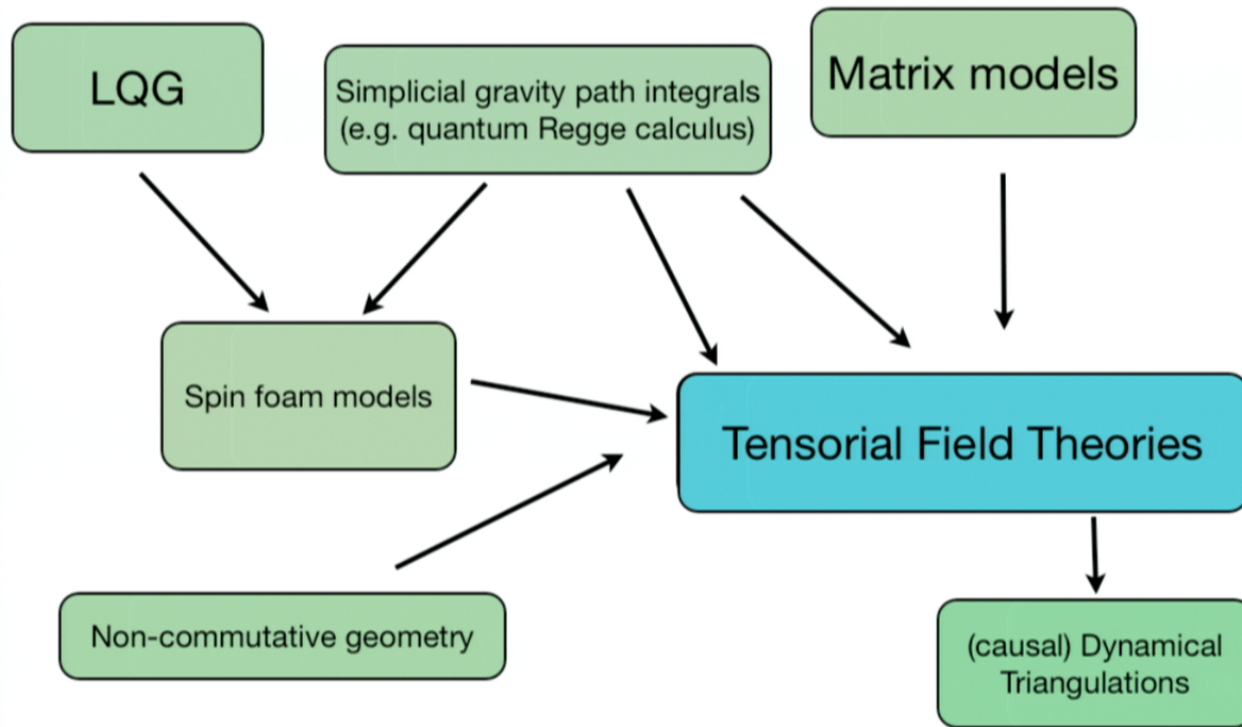 LQG
Simplicial gravity path integrals
(e.g. quantum Regge calculus)
Matrix models
Spin foam models
Tensorial Field Theories
Non-commutative geometry
(causal) Dynamical
Triangulations